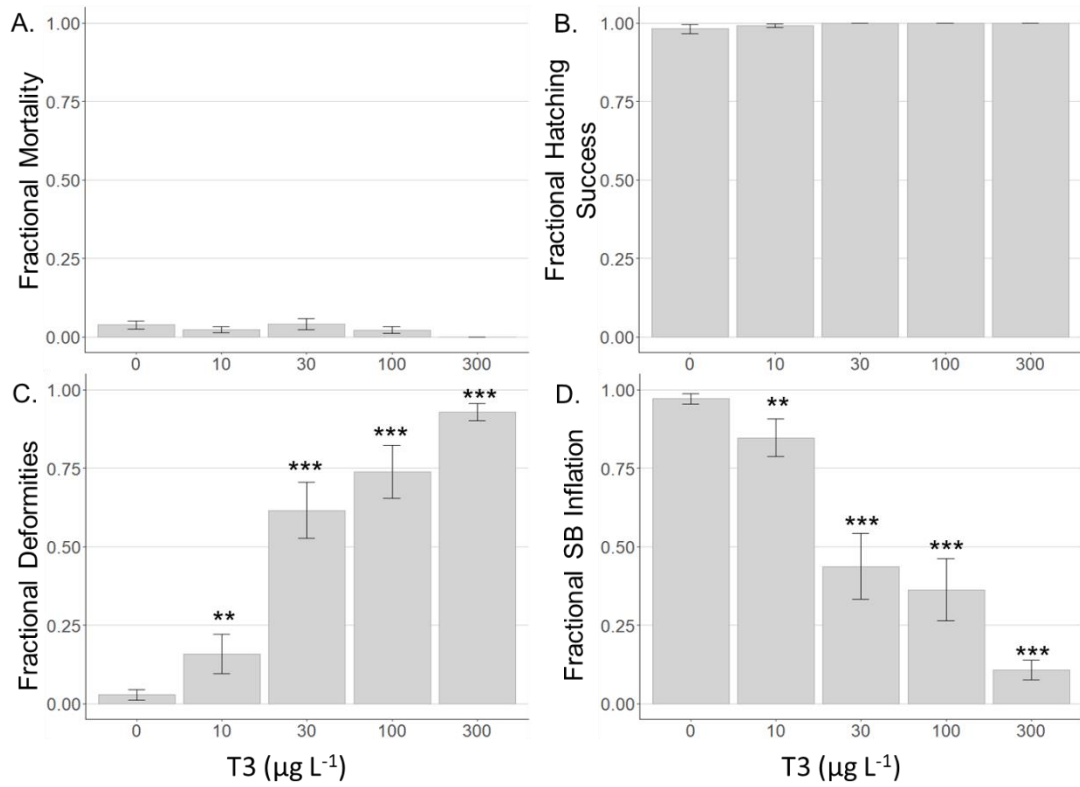 A.
Fractional Mortality
1.00
0.75
0.50
0.25
0.00
0 10 30 100 300
B.
Fractional Hatching
Success
1.00
0.75
0.50
0.25
0.00
0 10 30 100 300
C.
Fractional Deformities
1.00
0.75
0.50
0.25
0.00
**
***
***
***
0 10 30 100 300
T3 (µg L⁻¹)
D.
Fractional SB Inflation
1.00
0.75
0.50
0.25
0.00
**
***
***
***
0 10 30 100 300
T3 (µg L⁻¹)